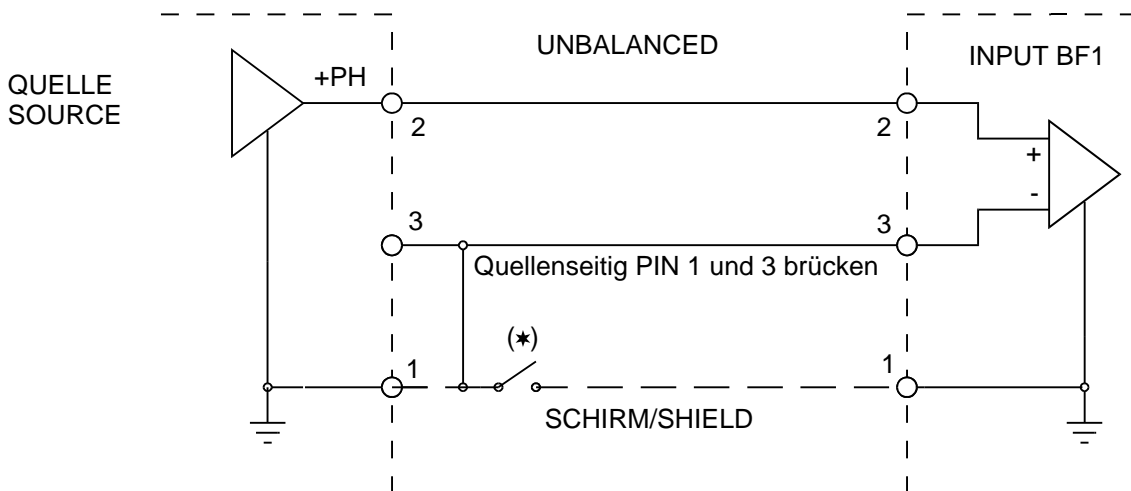 UNBALANCED
INPUT BF1
QUELLE
SOURCE
+PH
2
2
+
-
3
3
Quellenseitig PIN 1 und 3 brücken
(✶)
1
1
SCHIRM/SHIELD